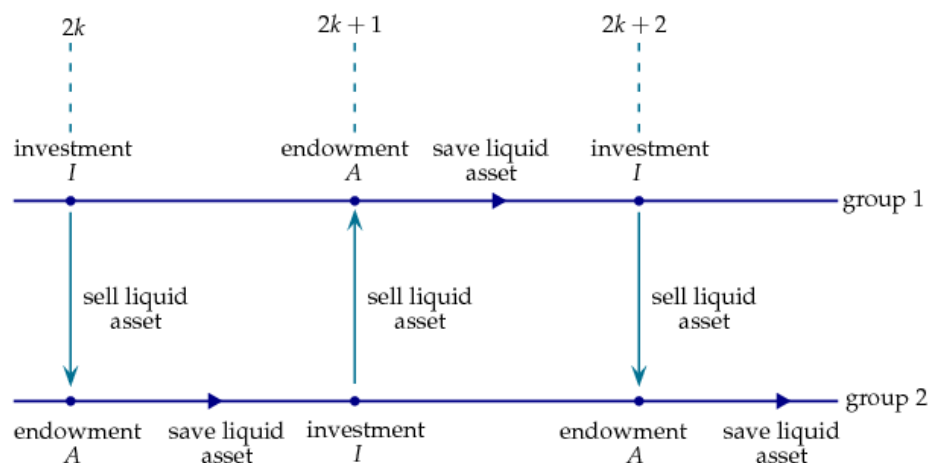 2k
2k + 1
2k + 2
investment
I
endowment
A
save liquid
asset
investment
I
group 1
sell liquid
asset
sell liquid
asset
sell liquid
asset
group 2
endowment
A
save liquid
asset
investment
I
endowment
A
save liquid
asset